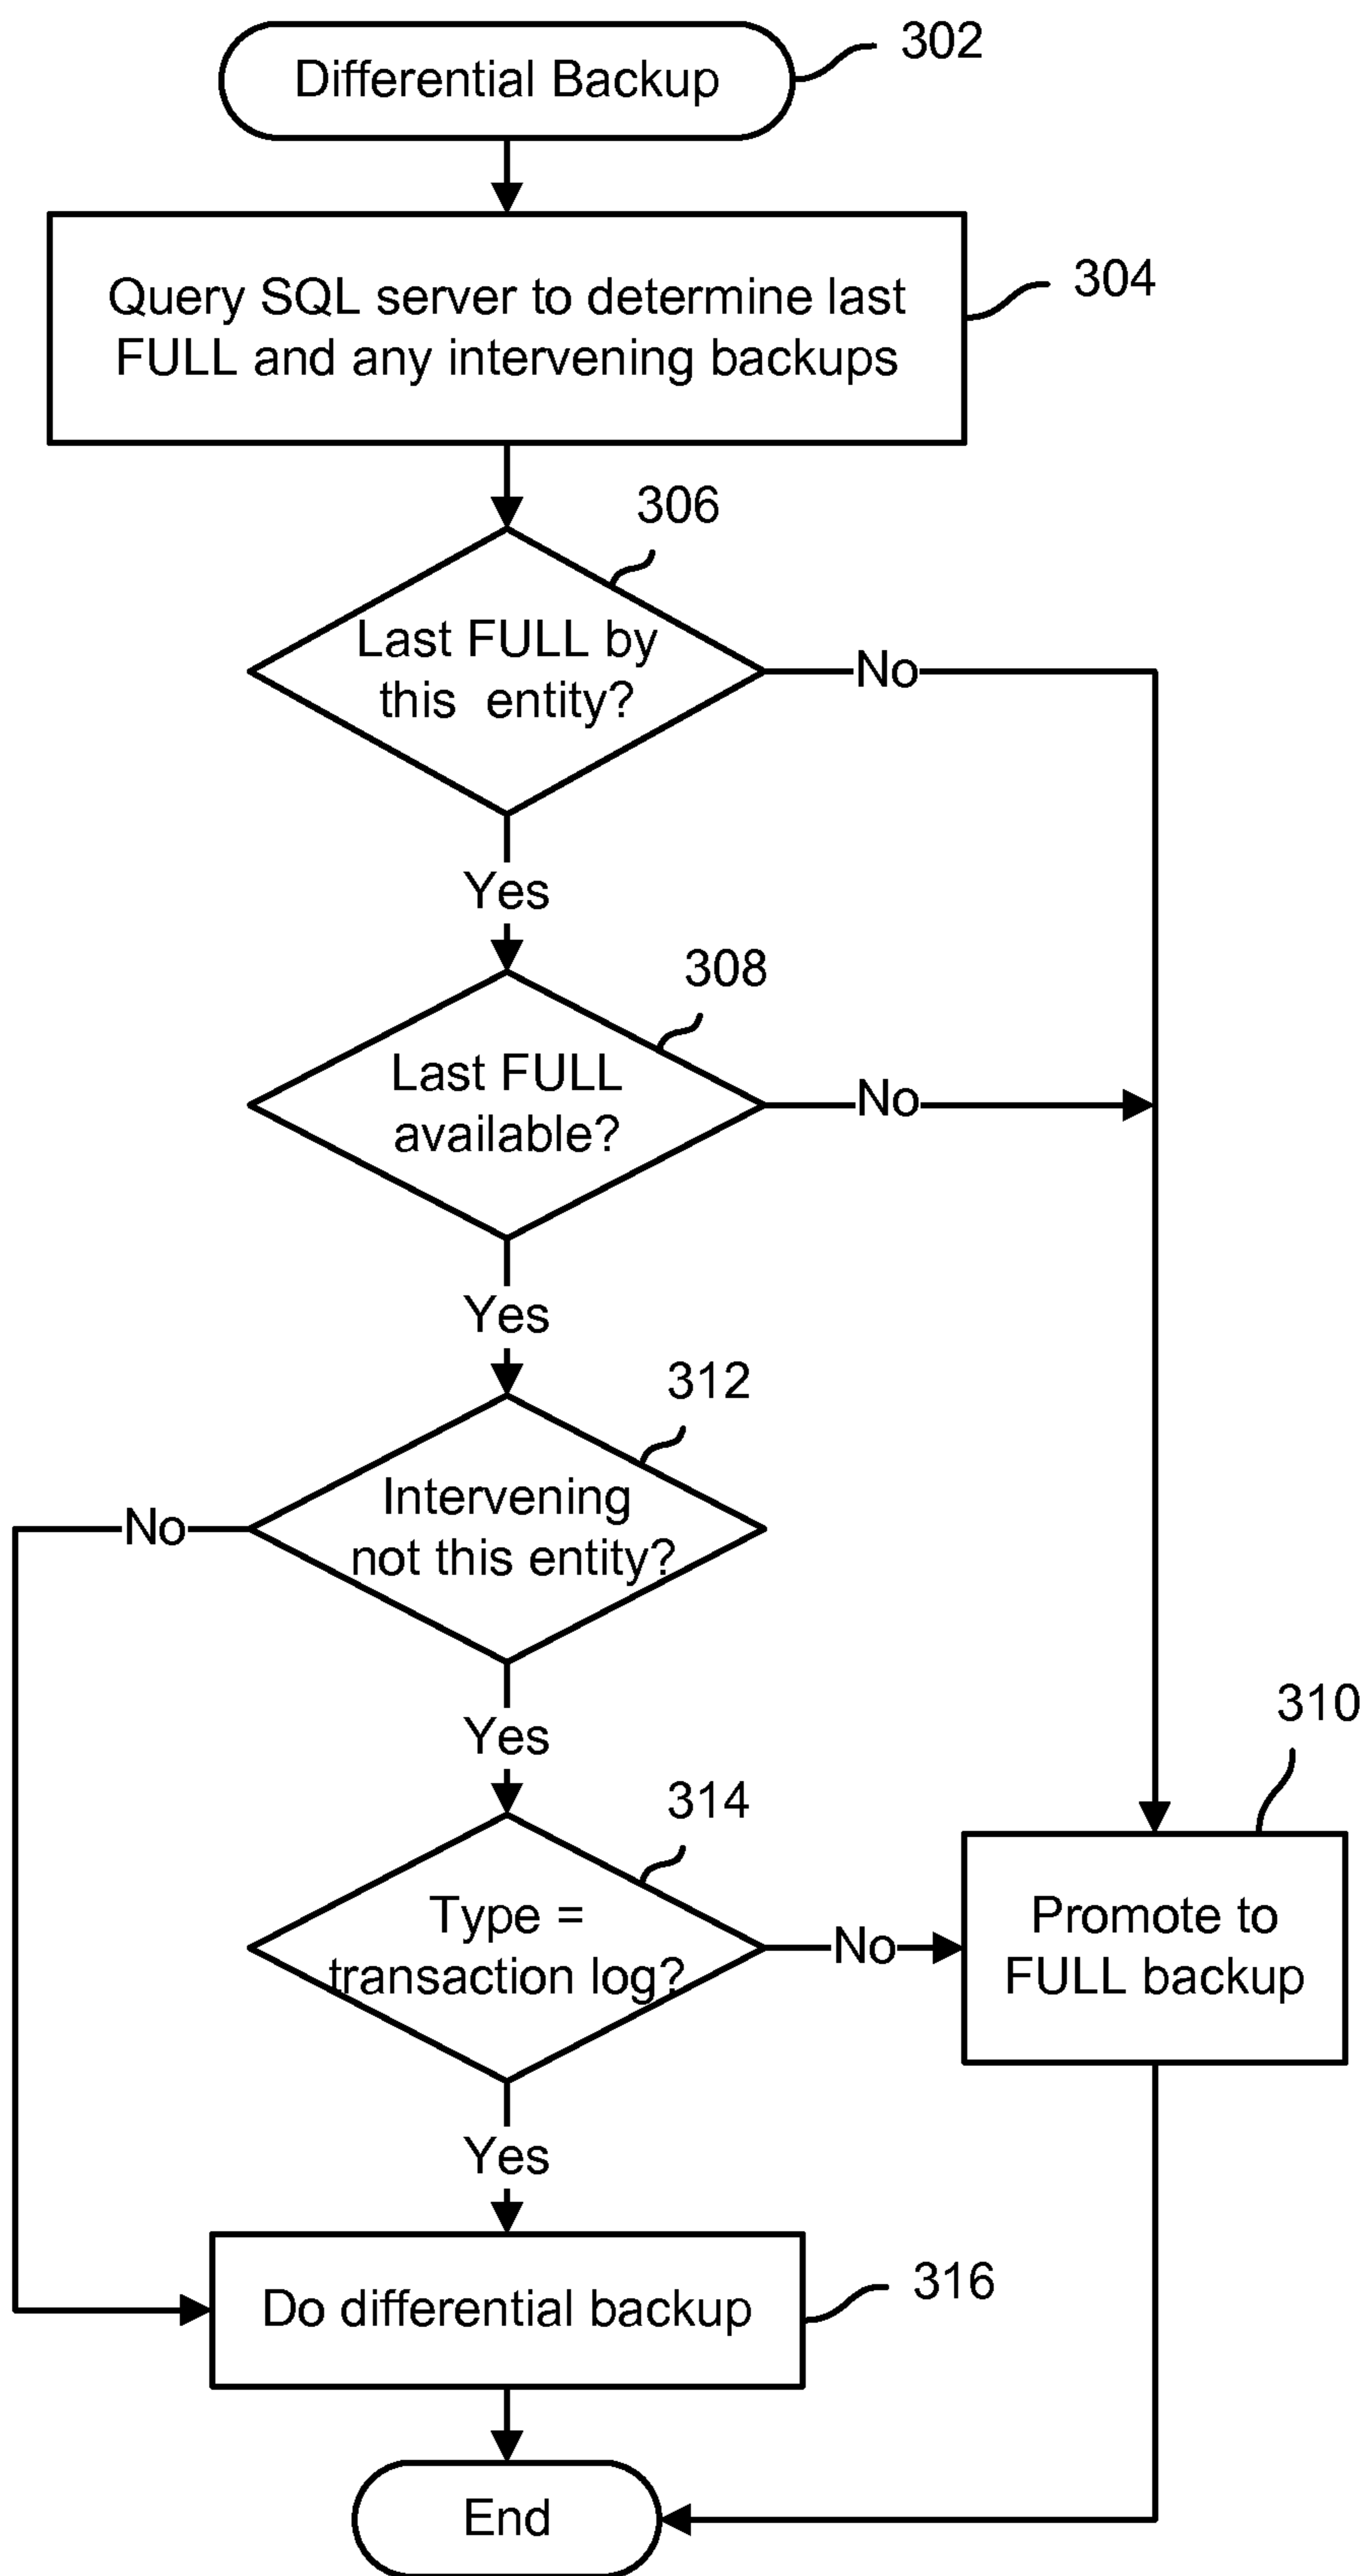 302
Differential Backup
304
Query SQL server to determine last
FULL and any intervening backups
306
Last FULL by
this entity?
No
Yes
308
Last FULL
available?
No
Yes
312
Intervening
not this entity?
No
Yes
310
314
Type =
transaction log?
No
Promote to
FULL backup
Yes
316
Do differential backup
End